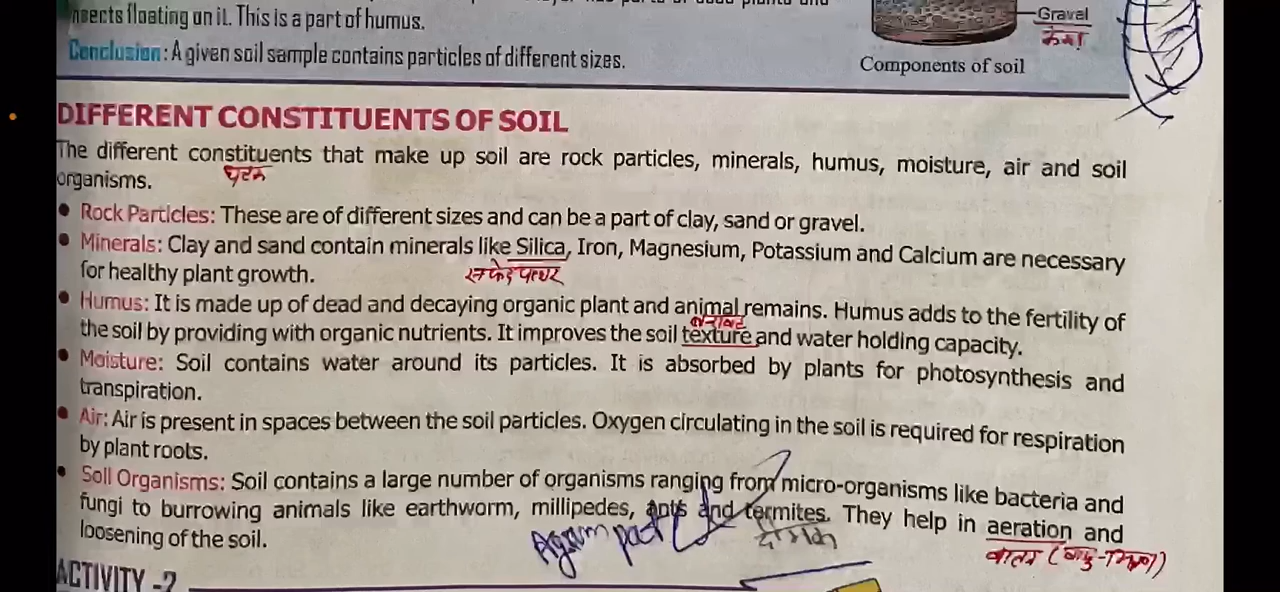 nsects floating on it. This is a part of humus.
Conclusion: A given soil sample contains particles of different sizes.
Gravel
Components of soil
DIFFERENT CONSTITUENTS OF SOIL
The different constituents that make up soil are rock particles, minerals, humus, moisture, air and soil
घटक
organisms.
• Rock Particles: These are of different sizes and can be a part of clay, sand or gravel.
• Minerals: Clay and sand contain minerals like Silica, Iron, Magnesium, Potassium and Calcium are necessary
for healthy plant growth.
सफेद पत्थर
• Humus: It is made up of dead and decaying organic plant and animal remains. Humus adds to the fertility of
बनावट
the soil by providing with organic nutrients. It improves the soil texture and water holding capacity.
• Moisture: Soil contains water around its particles. It is absorbed by plants for photosynthesis and
transpiration.
• Air: Air is present in spaces between the soil particles. Oxygen circulating in the soil is required for respiration
by plant roots.
• Soil Organisms: Soil contains a large number of organisms ranging from micro-organisms like bacteria and
fungi to burrowing animals like earthworm, millipedes, ants and termites. They help in aeration and
दीमक
loosening of the soil.
ACTIVITY -2